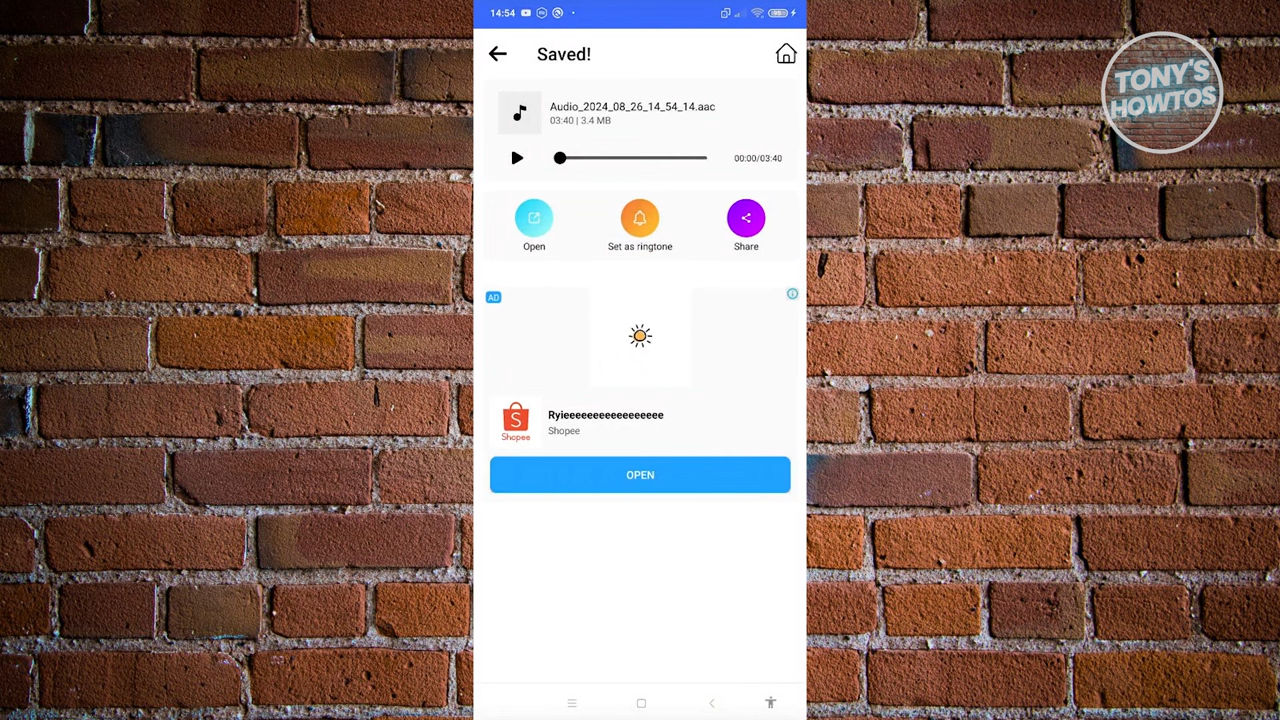 14:54
Saved!
TONY'S
HOWTOS
Audio_2024_08_26_14_54_14.aac
03:40 | 3.4 MB
00:00/03:40
Open
Set as ringtone
Share
AD
Ryieeeeeeeeeeeeeeeee
S
Shopee
Shopee
OPEN